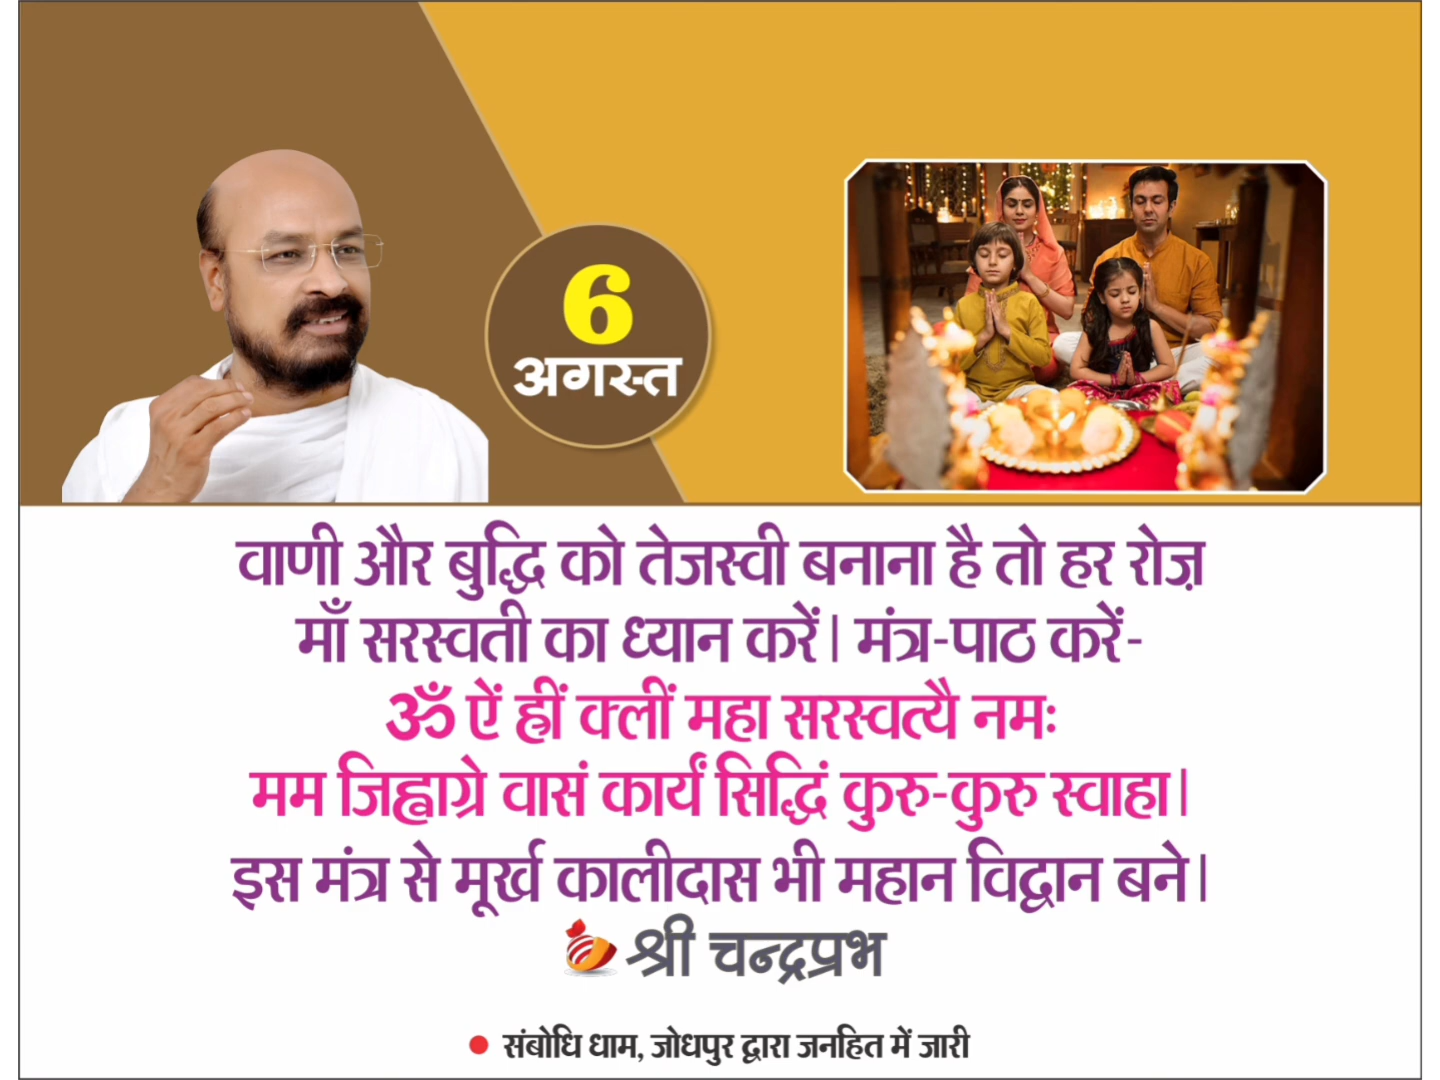 6
अगस्त
वाणी और बुद्धि को तेजस्वी बनाना है तो हर रोज़
माँ सरस्वती का ध्यान करें। मंत्र-पाठ करें-
ॐ ऐं ह्रीं क्लीं महा सरस्वत्यै नमः
मम जिह्वाग्रे वासं कार्यं सिद्धिं कुरु-कुरु स्वाहा।
इस मंत्र से मूर्ख कालीदास भी महान विद्वान बने।
श्री चन्द्रप्रभ
• संबोधि धाम, जोधपुर द्वारा जनहित में जारी